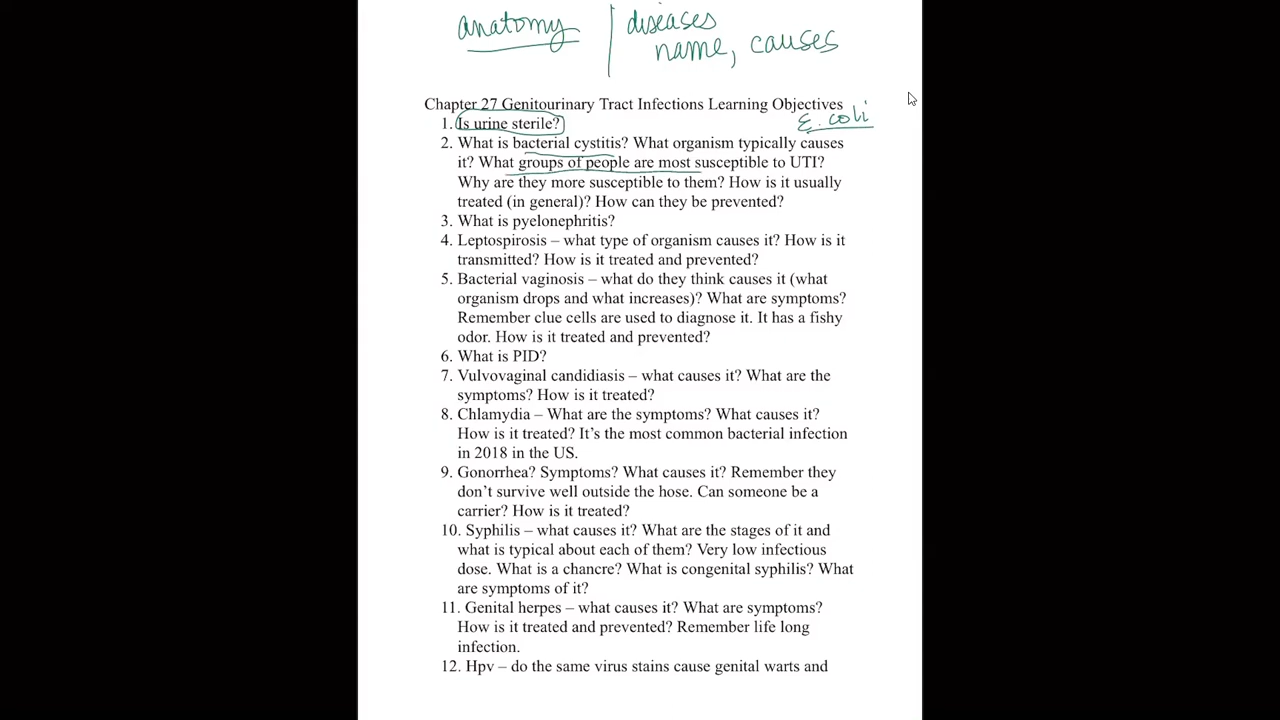 anatomy | diseases
name, causes
Chapter 27 Genitourinary Tract Infections Learning Objectives
1. Is urine sterile? E. coli
2. What is bacterial cystitis? What organism typically causes
it? What groups of people are most susceptible to UTI?
Why are they more susceptible to them? How is it usually
treated (in general)? How can they be prevented?
3. What is pyelonephritis?
4. Leptospirosis – what type of organism causes it? How is it
transmitted? How is it treated and prevented?
5. Bacterial vaginosis – what do they think causes it (what
organism drops and what increases)? What are symptoms?
Remember clue cells are used to diagnose it. It has a fishy
odor. How is it treated and prevented?
6. What is PID?
7. Vulvovaginal candidiasis – what causes it? What are the
symptoms? How is it treated?
8. Chlamydia – What are the symptoms? What causes it?
How is it treated? It’s the most common bacterial infection
in 2018 in the US.
9. Gonorrhea? Symptoms? What causes it? Remember they
don’t survive well outside the hose. Can someone be a
carrier? How is it treated?
10. Syphilis – what causes it? What are the stages of it and
what is typical about each of them? Very low infectious
dose. What is a chancre? What is congenital syphilis? What
are symptoms of it?
11. Genital herpes – what causes it? What are symptoms?
How is it treated and prevented? Remember life long
infection.
12. Hpv – do the same virus stains cause genital warts and